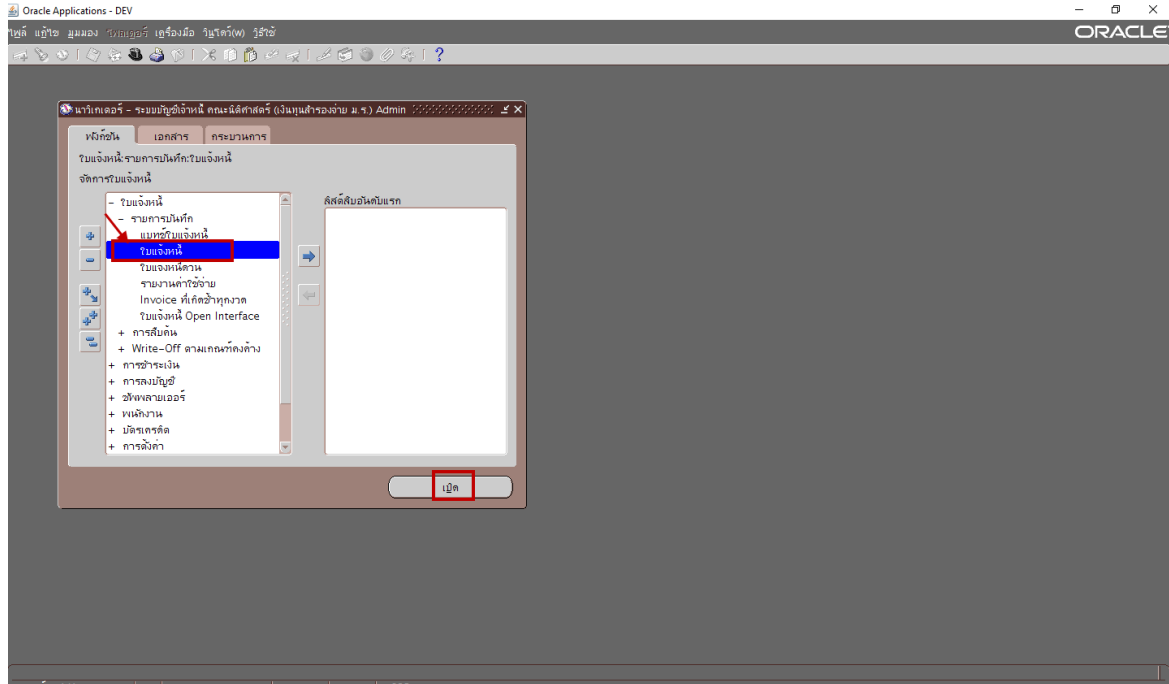 Oracle Applications - DEV
ไฟล์ แก้ไข มุมมอง โฟลเดอร์ เครื่องมือ วินโดว์(W) วิธีใช้
ORACLE
นาวิเกเตอร์ - ระบบบัญชีเจ้าหนี้ คณะนิติศาสตร์ (เงินทุนสำรองจ่าย ม.ร.) Admin
ฟังก์ชัน เอกสาร กระบวนการ
ใบแจ้งหนี้:รายการบันทึก:ใบแจ้งหนี้
จัดการใบแจ้งหนี้
- ใบแจ้งหนี้
- รายการบันทึก
แบทช์ใบแจ้งหนี้
ใบแจ้งหนี้
ใบแจ้งหนี้ด่วน
รายงานค่าใช้จ่าย
Invoice ที่เกิดซ้ำทุกงวด
ใบแจ้งหนี้ Open Interface
+ การสืบค้น
+ Write-Off ตามเกณฑ์คงค้าง
+ การชำระเงิน
+ การลงบัญชี
+ ซัพพลายเออร์
+ พนักงาน
+ บัตรเครดิต
+ การตั้งค่า
ลิสต์สิบอันดับแรก
เปิด